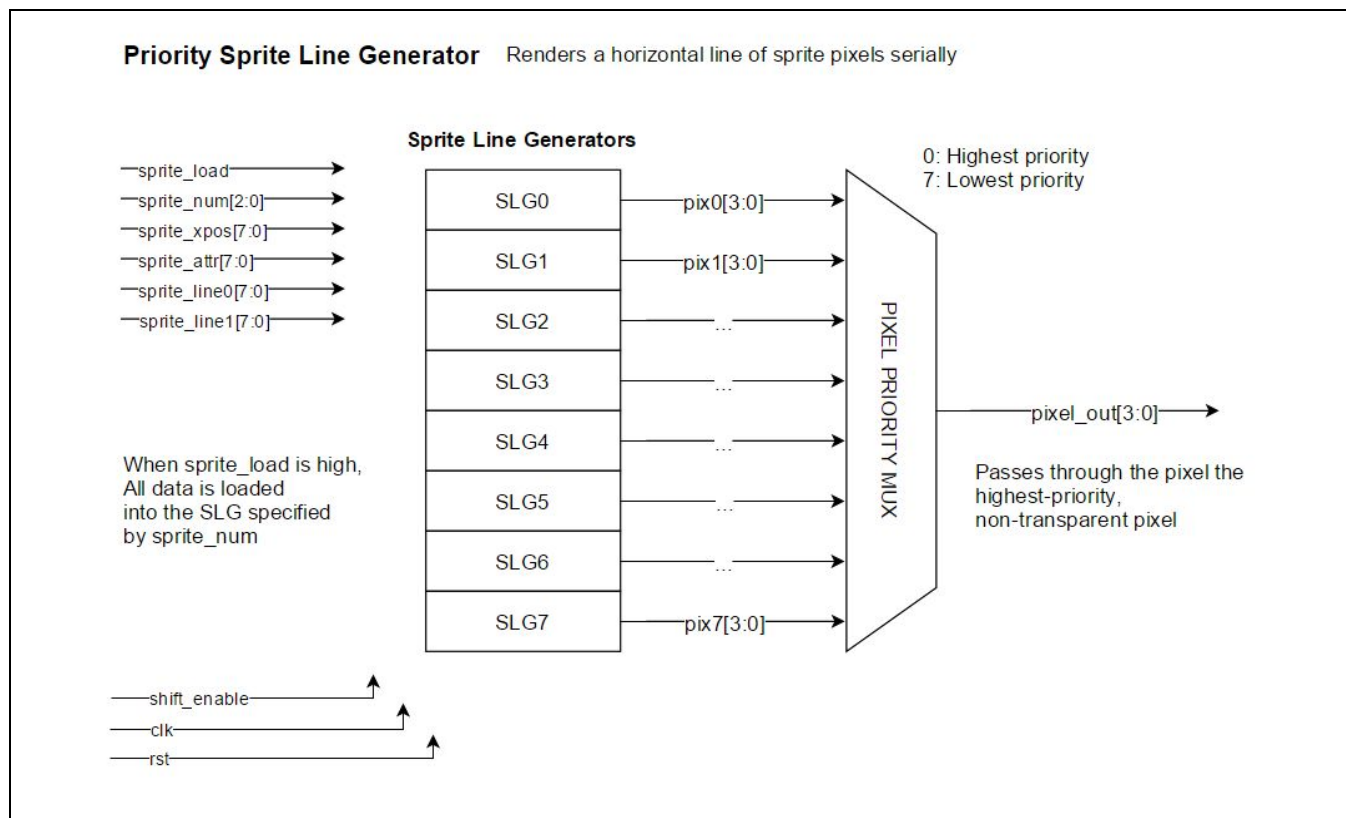 Priority Sprite Line Generator Renders a horizontal line of sprite pixels serially
Sprite Line Generators
sprite_load
sprite_num[2:0]
sprite_xpos[7:0]
sprite_attr[7:0]
sprite_line0[7:0]
sprite_line1[7:0]
SLG0
SLG1
SLG2
SLG3
SLG4
SLG5
SLG6
SLG7
pix0[3:0]
pix1[3:0]
...
...
...
...
...
pix7[3:0]
PIXEL PRIORITY MUX
0: Highest priority
7: Lowest priority
pixel_out[3:0]
Passes through the pixel the
highest-priority,
non-transparent pixel
When sprite_load is high,
All data is loaded
into the SLG specified
by sprite_num
shift_enable
clk
rst